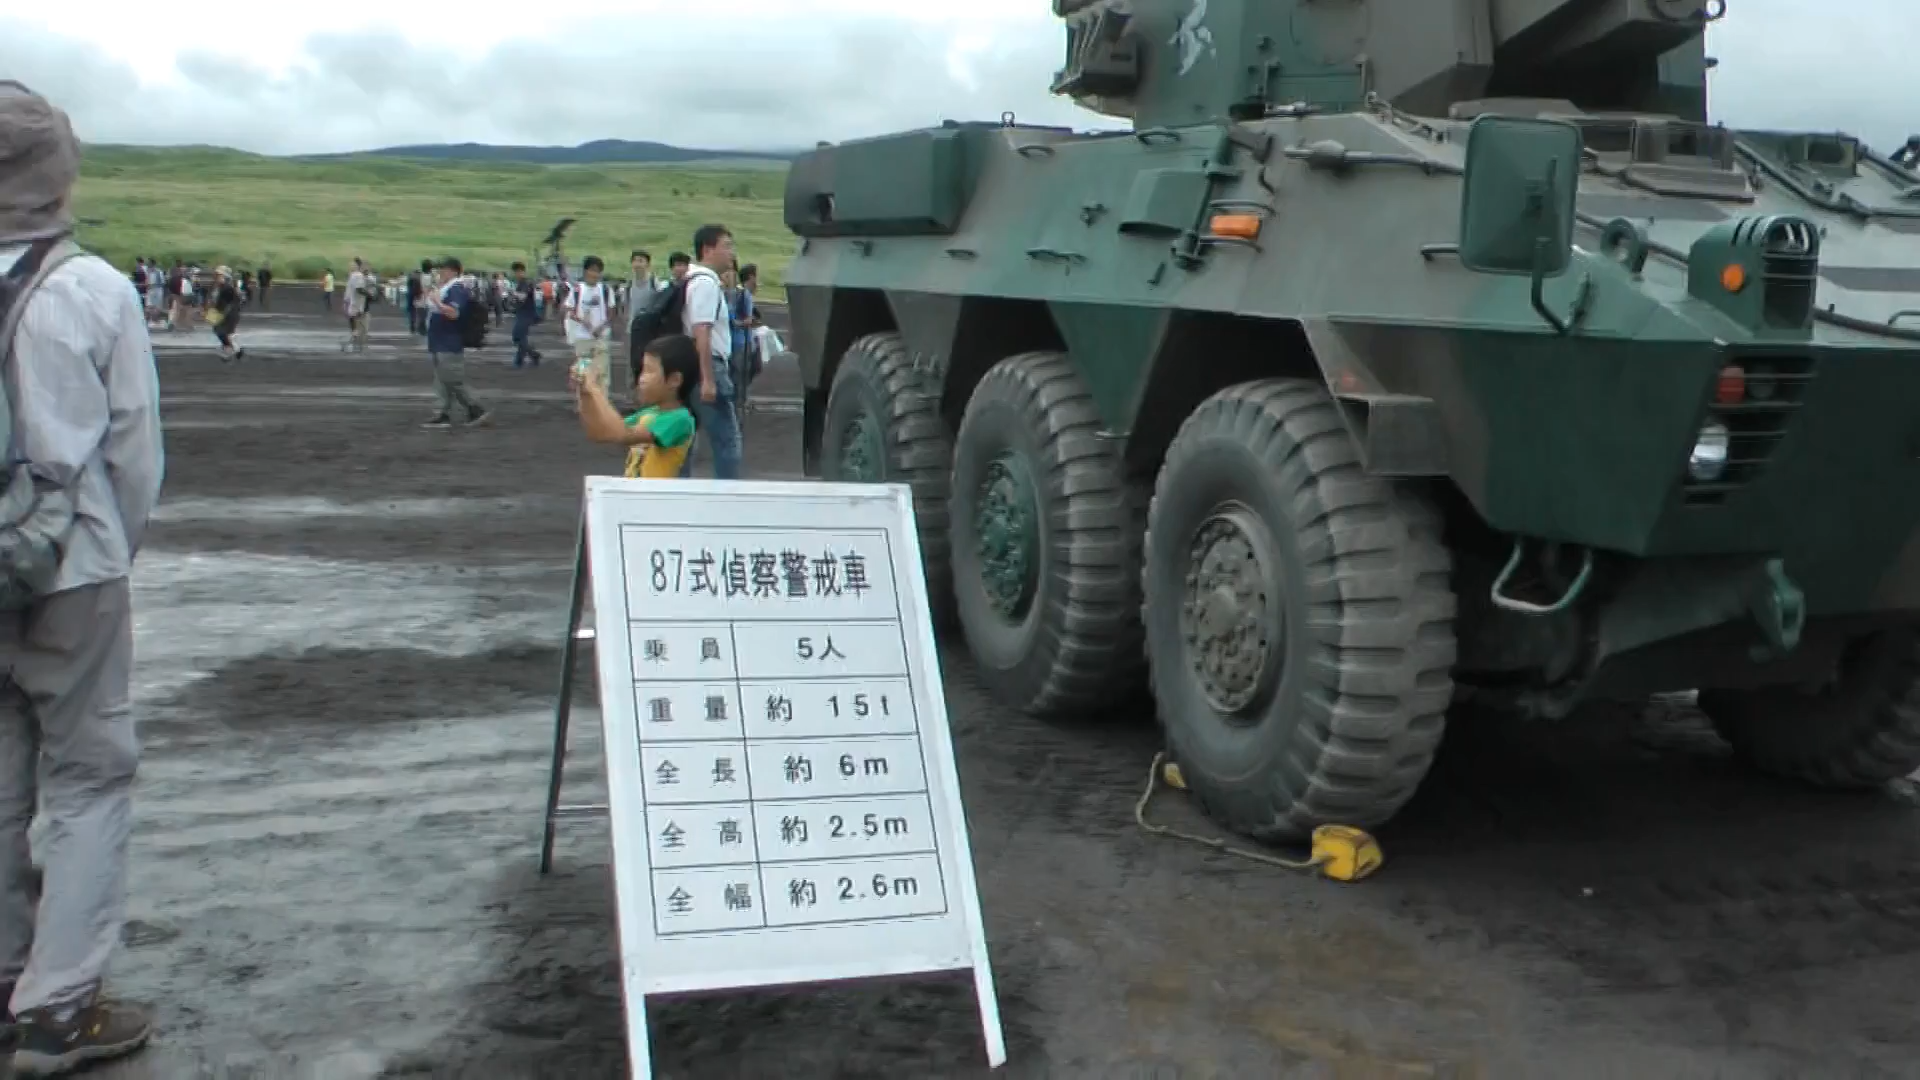 87式偵察警戒車
乗員 5人
重量 約 15t
全長 約 6m
全高 約 2.5m
全幅 約 2.6m